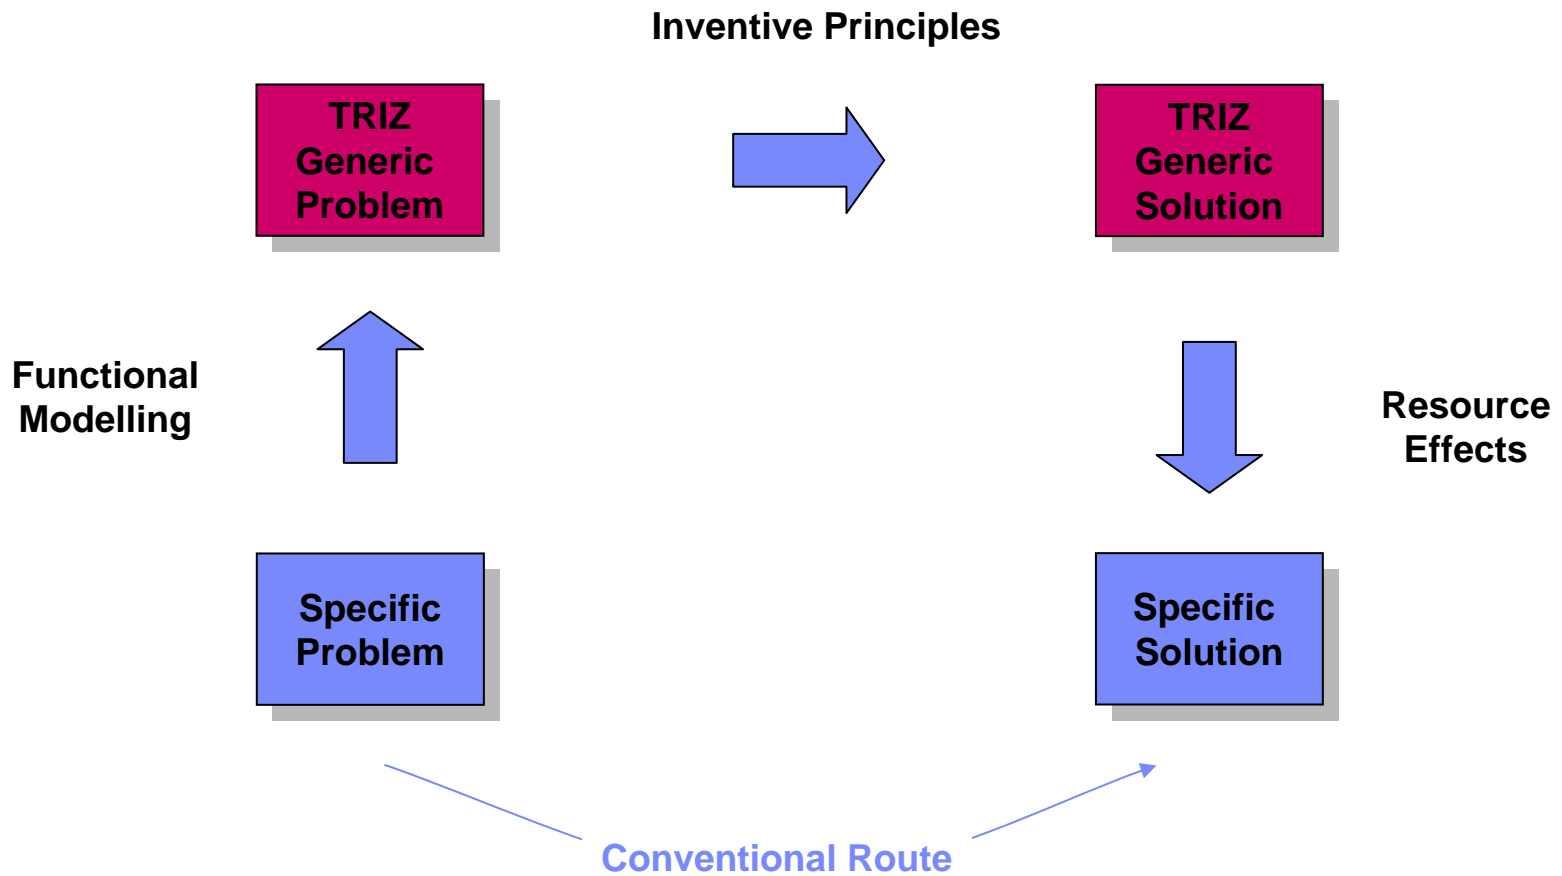 Inventive Principles
TRIZ
Generic
Problem
TRIZ
Generic
Solution
Functional
Modelling
Resource
Effects
Specific
Problem
Specific
Solution
Conventional Route